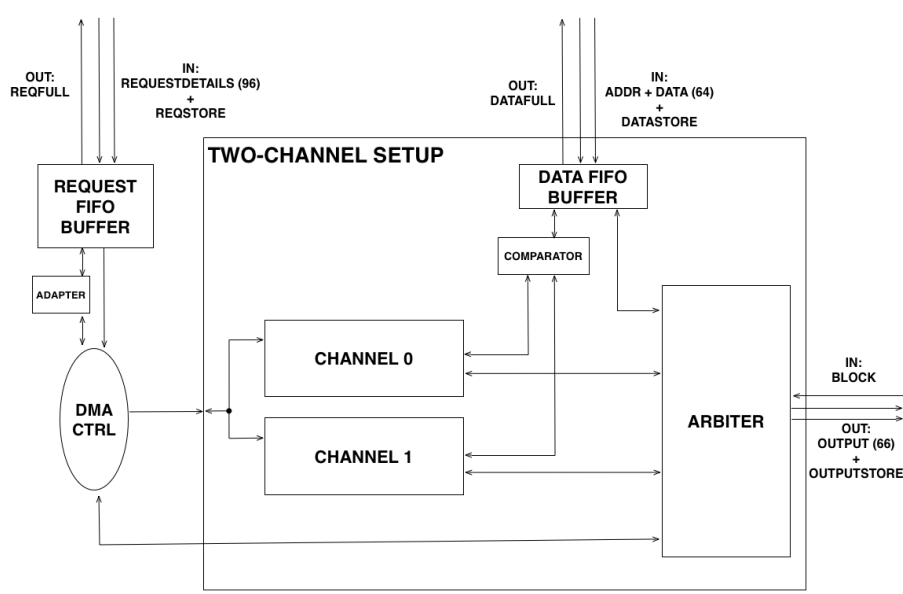 OUT:
REQFULL
IN:
REQUESTDETAILS (96)
+
REQSTORE
OUT:
DATAFULL
IN:
ADDR + DATA (64)
+
DATASTORE
TWO-CHANNEL SETUP
REQUEST
FIFO
BUFFER
DATA FIFO
BUFFER
COMPARATOR
ADAPTER
CHANNEL 0
DMA
CTRL
CHANNEL 1
ARBITER
IN:
BLOCK
OUT:
OUTPUT (66)
+
OUTPUTSTORE